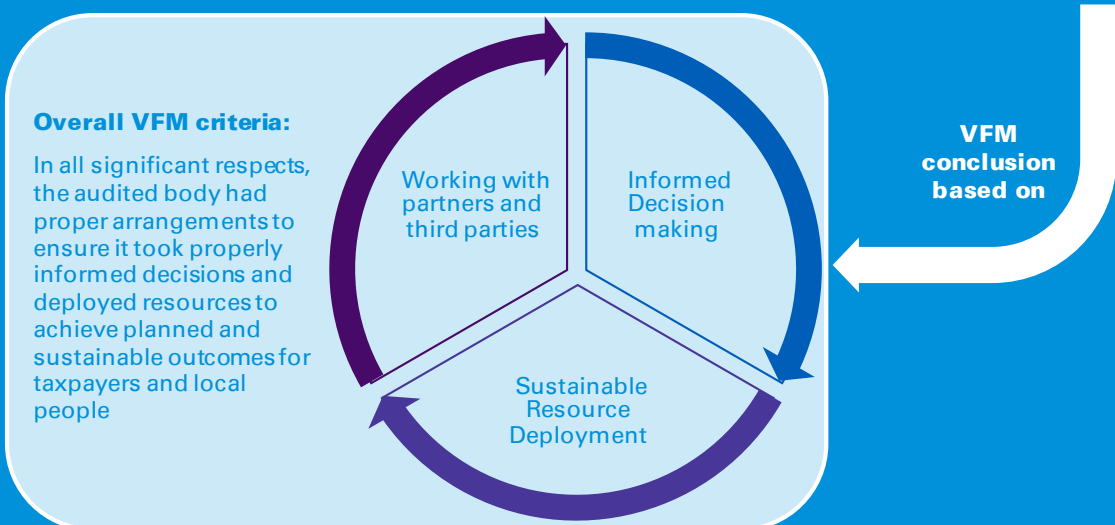 Overall VFM criteria:
In all significant respects,
the audited body had
proper arrangements to
ensure it took properly
informed decisions and
deployed resources to
achieve planned and
sustainable outcomes for
taxpayers and local
people
Working with
partners and
third parties
Informed
Decision
making
Sustainable
Resource
Deployment
VFM
conclusion
based on